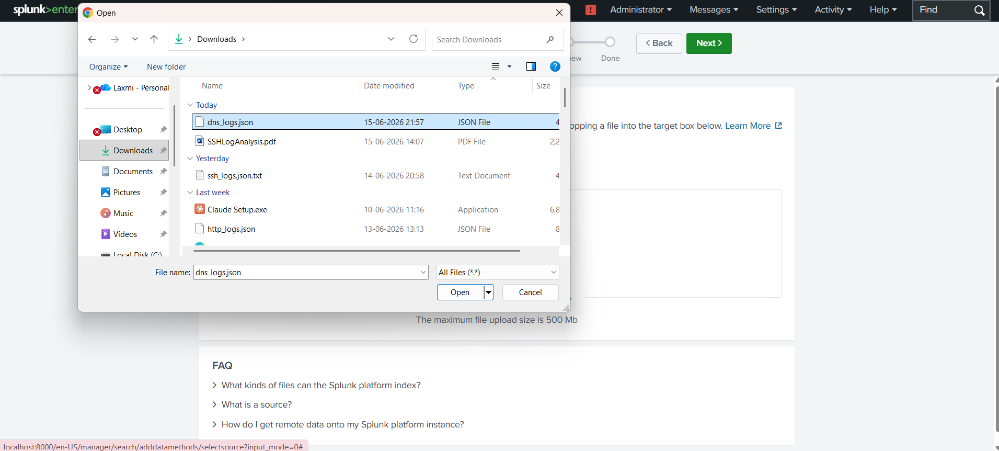 splunk>enter
Administrator
Messages
Settings
Activity
Help
Find
Open
Downloads
Search Downloads
Back
Next
iew
Done
Organize
New folder
Name
Date modified
Type
Size
Laxmi - Personal
Desktop
Downloads
Documents
Pictures
Music
Videos
Local Disk (C:)
Today
dns_logs.json 15-06-2026 21:57 JSON File 4
SSHLogAnalysis.pdf 15-06-2026 14:07 PDF File 2,2
Yesterday
ssh_logs.json.txt 14-06-2026 20:58 Text Document 4
Last week
Claude Setup.exe 10-06-2026 11:16 Application 6,8
http_logs.json 13-06-2026 13:13 JSON File 8
File name: dns_logs.json
All Files (*.*)
Open
Cancel
opping a file into the target box below. Learn More
The maximum file upload size is 500 Mb
FAQ
What kinds of files can the Splunk platform index?
What is a source?
How do I get remote data onto my Splunk platform instance?
localhost:8000/en-US/manager/search/adddatamethods/selectsource?input_mode=0#